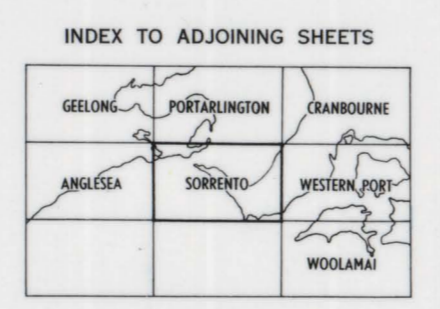 INDEX TO ADJOINING SHEETS
GEELONG PORTARLINGTON CRANBOURNE
ANGLESEA SORRENTO WESTERN PORT
WOOLAMAI